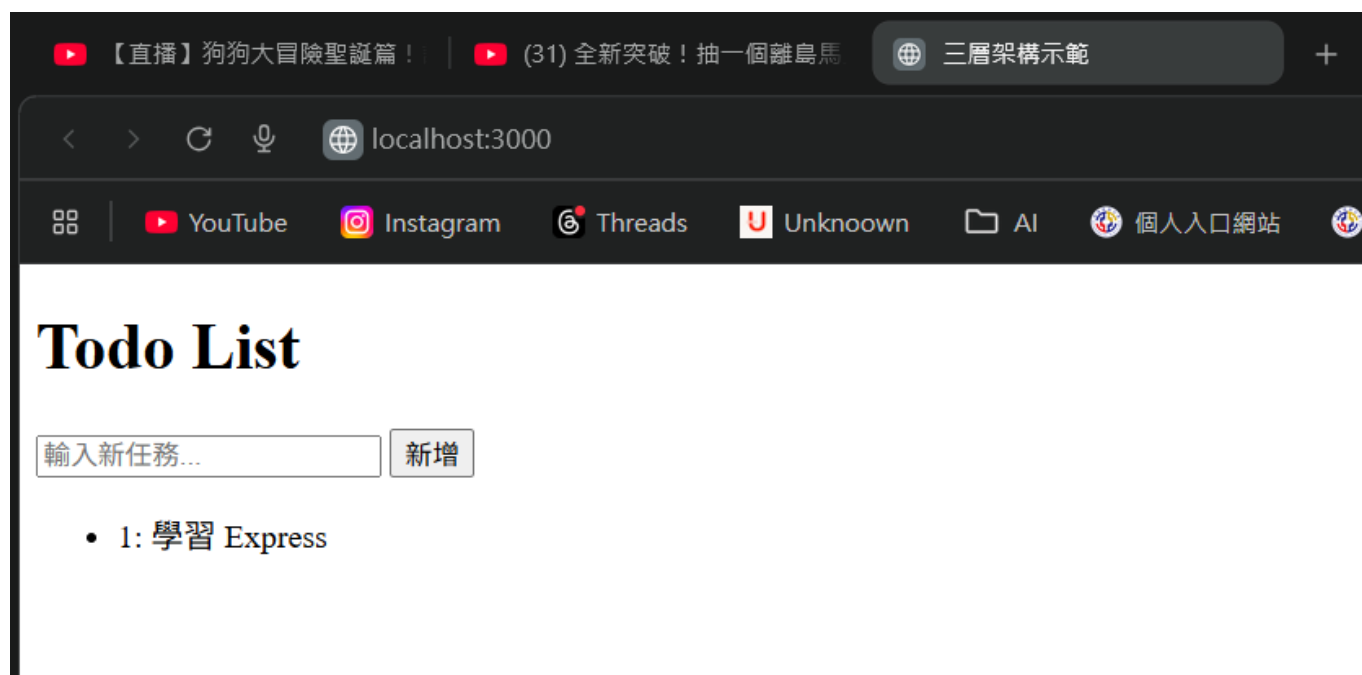 【直播】狗狗大冒險聖誕篇！ (31) 全新突破！抽一個離島馬 三層架構示範
localhost:3000
YouTube Instagram Threads Unknoown AI 個人入口網站
Todo List
輸入新任務... 新增
1: 學習 Express